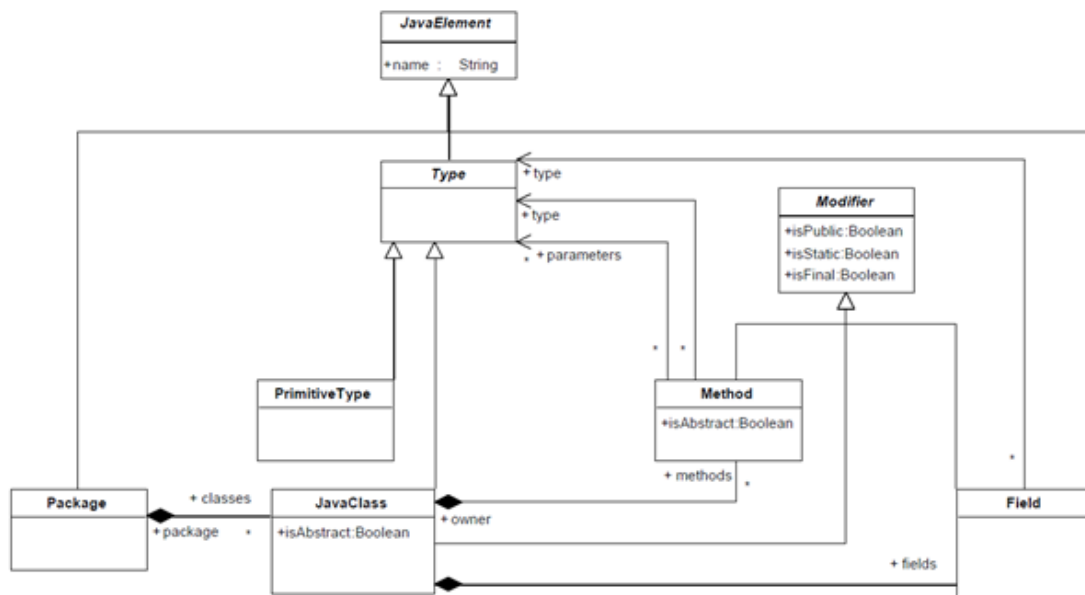 JavaElement
+name : String
Type
+ type
+ type
* + parameters
Modifier
+isPublic:Boolean
+isStatic:Boolean
+isFinal:Boolean
* *
PrimitiveType
Method
+isAbstract:Boolean
+ methods
*
*
Package
+ classes
+package *
JavaClass
+isAbstract:Boolean
+ owner
Field
+ fields